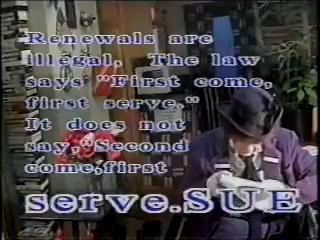 Renewals are
illegal. The law
says "First come,
first serve."
It does not
say,"Second
come,first
serve.SUE